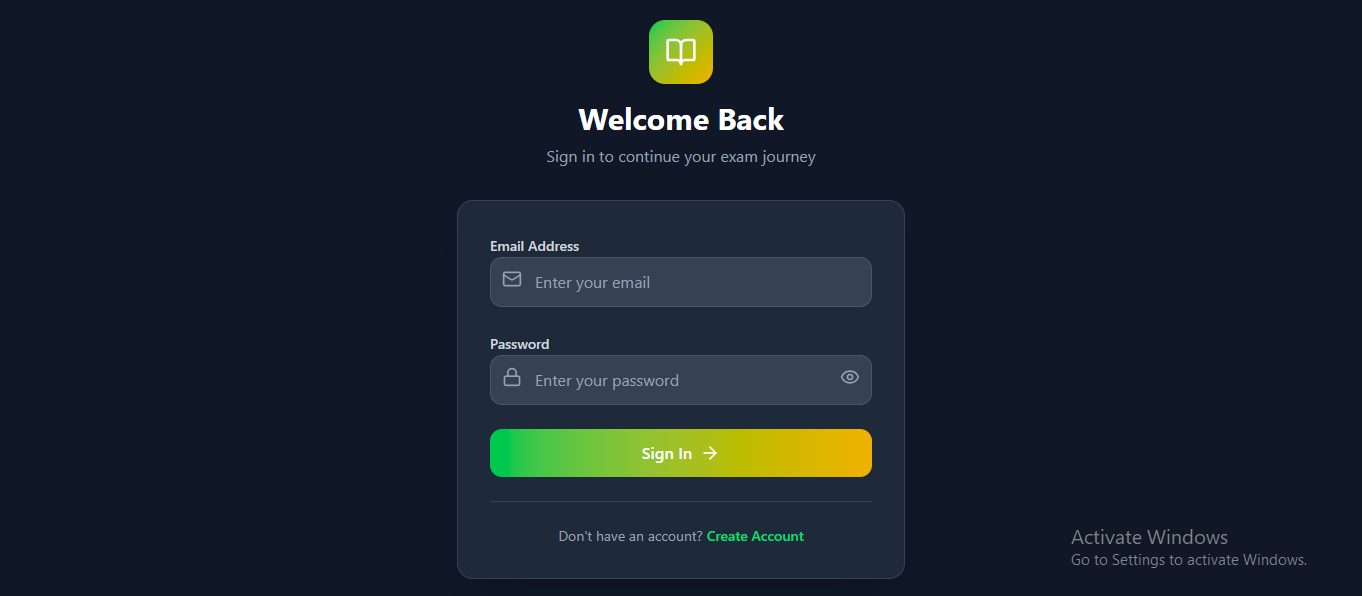 Welcome Back
Sign in to continue your exam journey
Email Address
Enter your email
Password
Enter your password
Sign In
Don't have an account? Create Account
Activate Windows
Go to Settings to activate Windows.